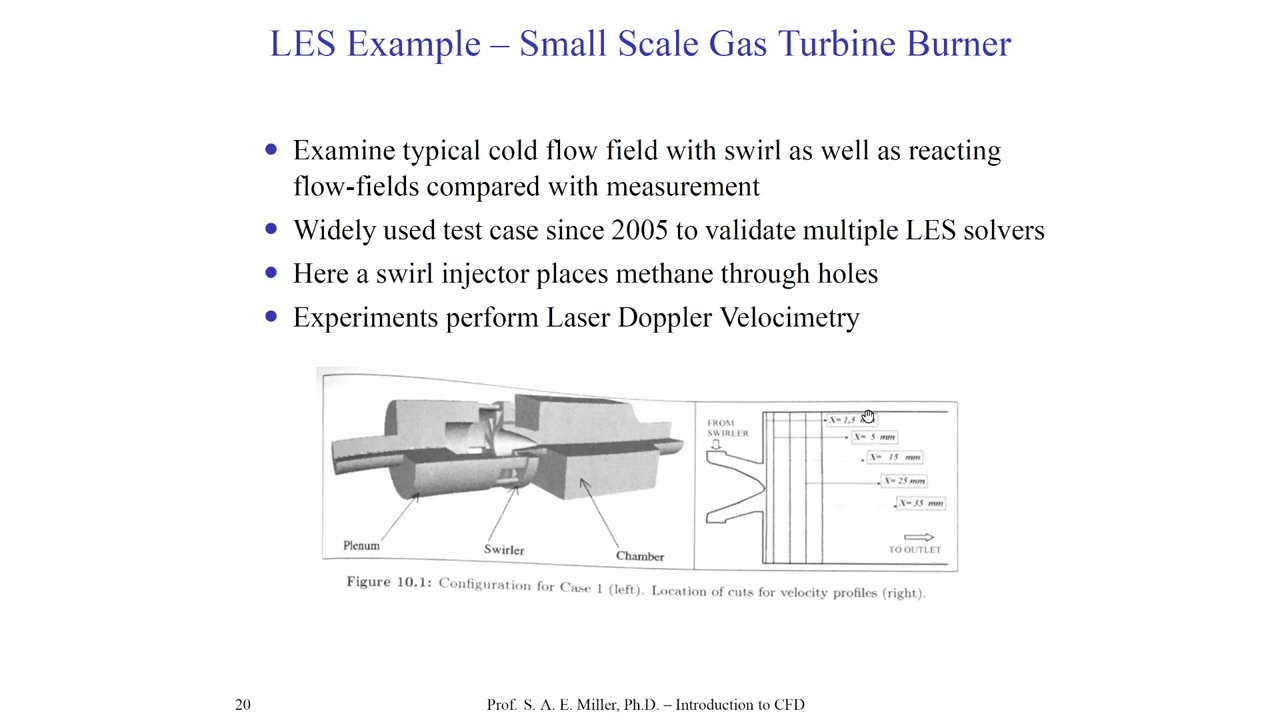 LES Example – Small Scale Gas Turbine Burner
Examine typical cold flow field with swirl as well as reacting
flow-fields compared with measurement
Widely used test case since 2005 to validate multiple LES solvers
Here a swirl injector places methane through holes
Experiments perform Laser Doppler Velocimetry
Plenum
Swirler
Chamber
FROM
SWIRLER
X= 1,5
X= 5 mm
X= 15 mm
X= 25 mm
X= 35 mm
TO OUTLET
Figure 10.1: Configuration for Case 1 (left). Location of cuts for velocity profiles (right).
20
Prof. S. A. E. Miller, Ph.D. – Introduction to CFD